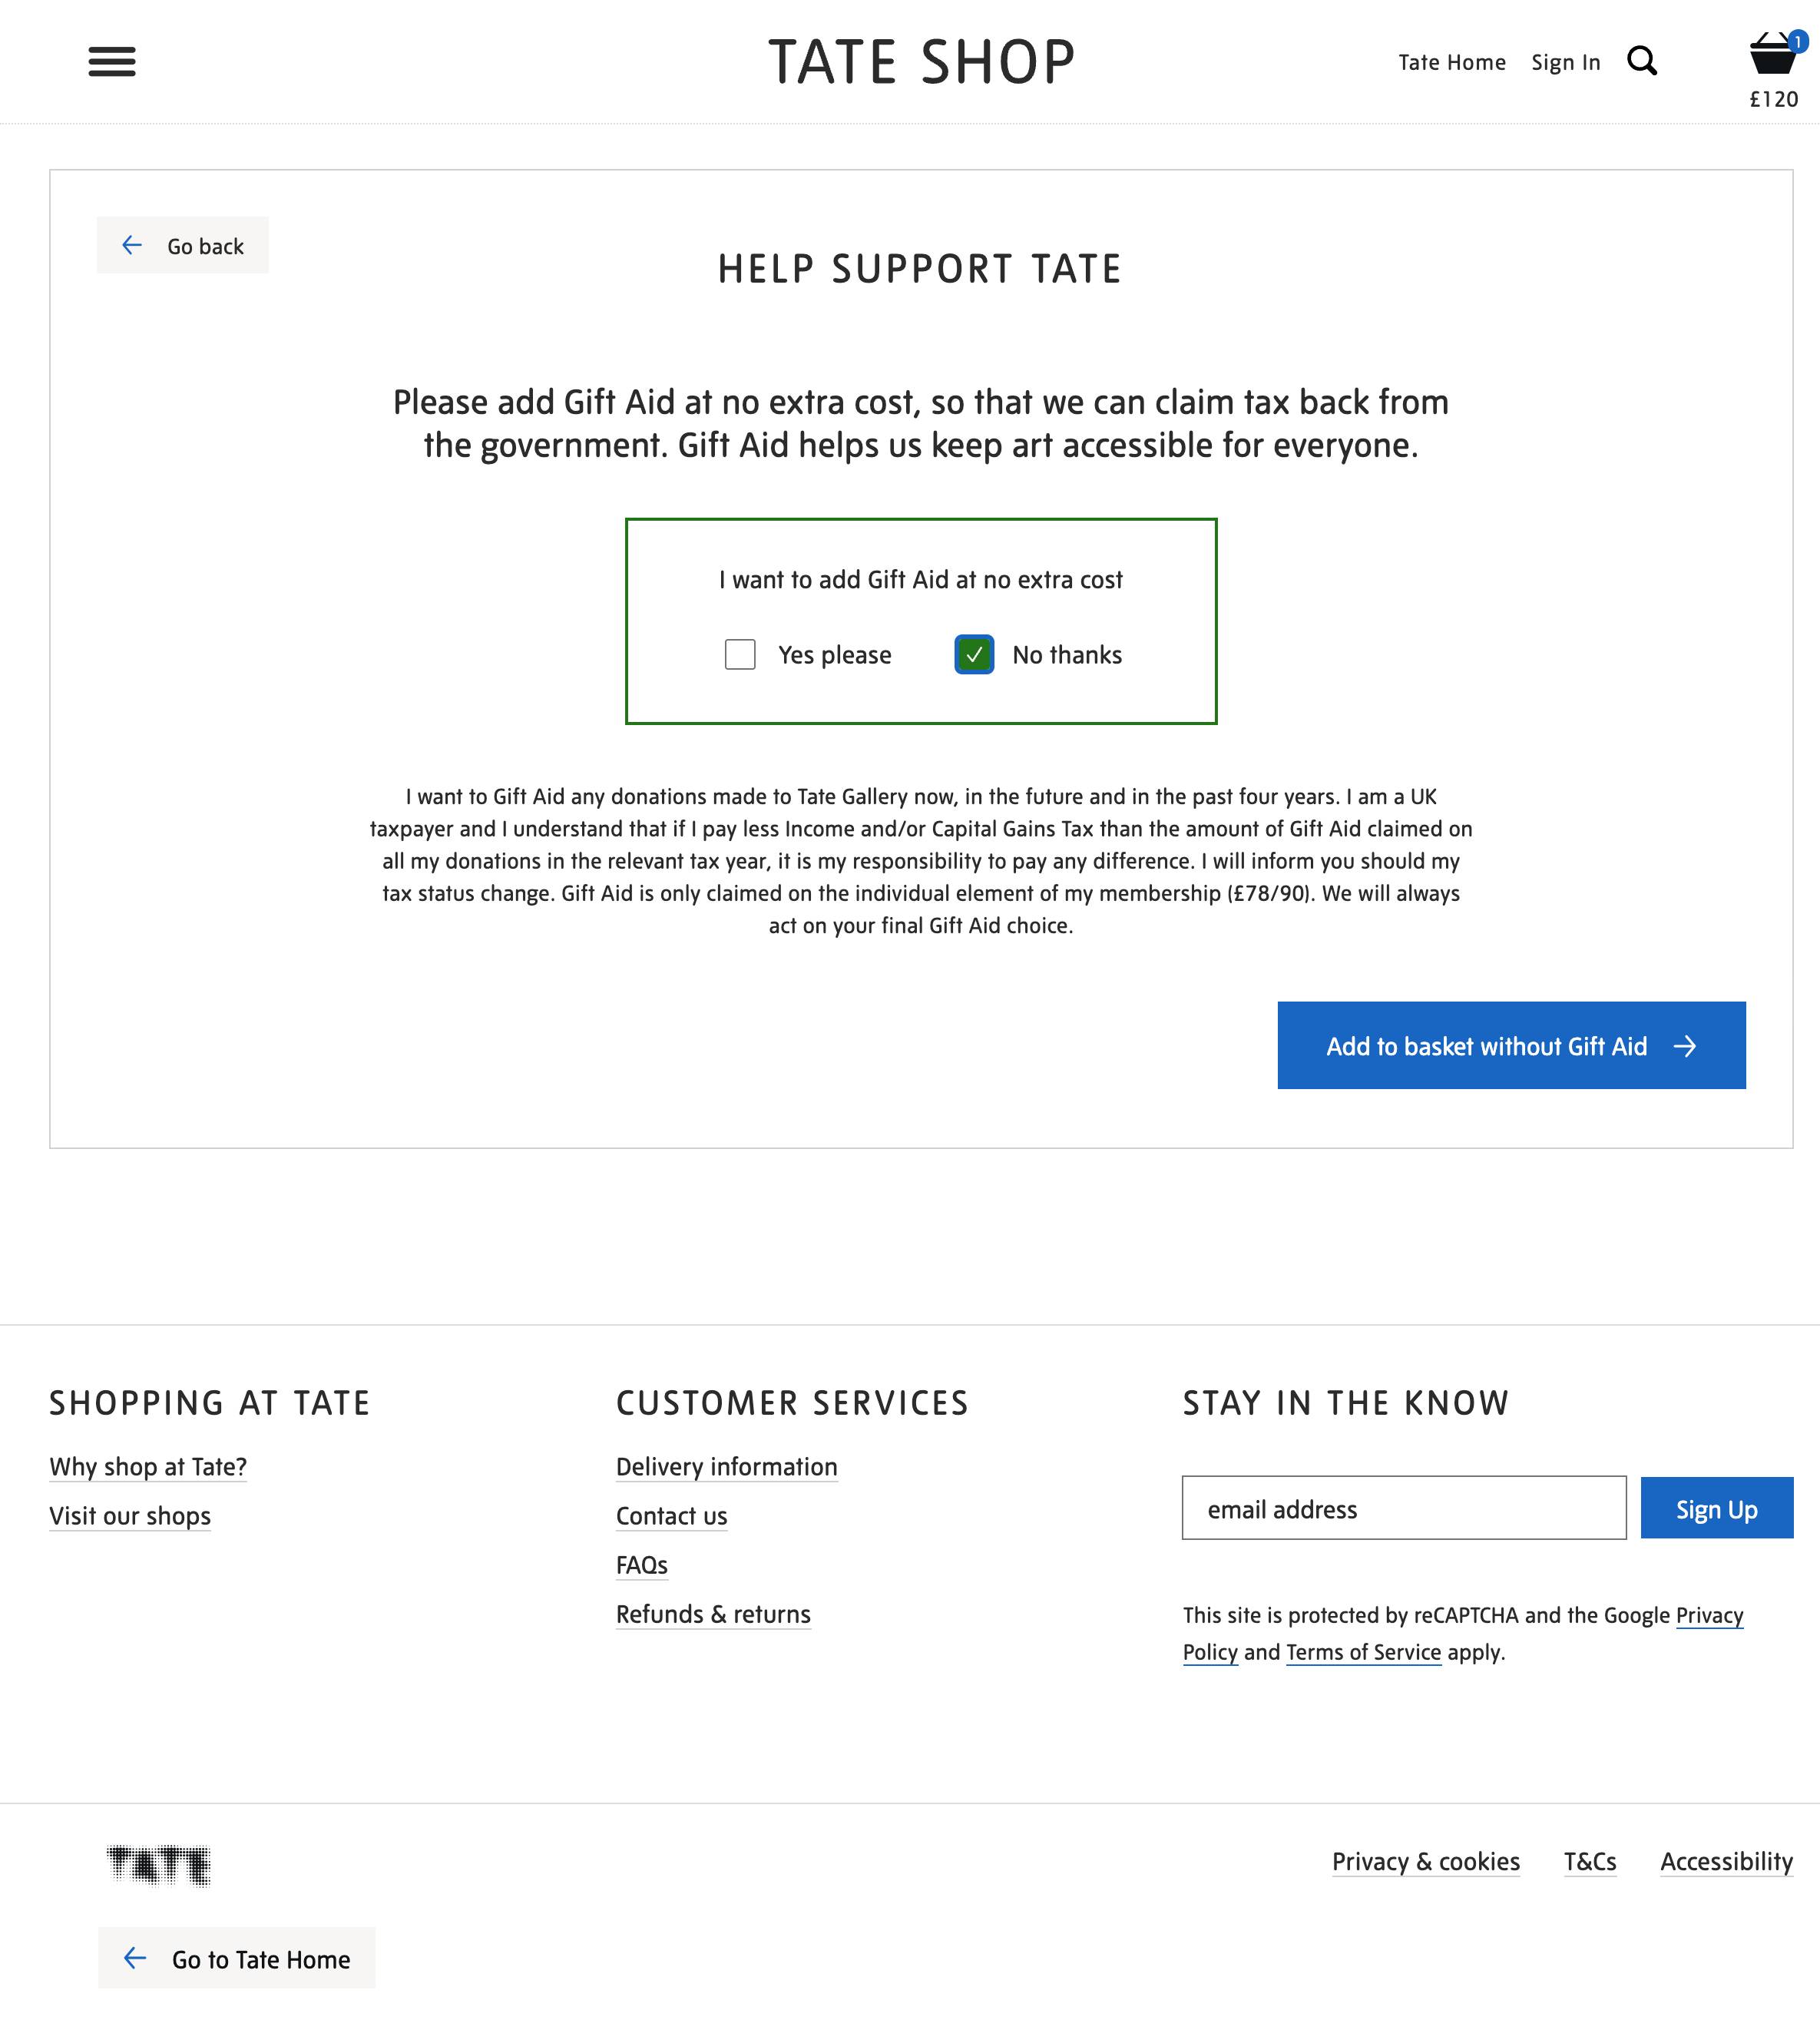 TATE SHOP
Tate Home
Sign In
1
£120
Go back
HELP SUPPORT TATE
Please add Gift Aid at no extra cost, so that we can claim tax back from
the government. Gift Aid helps us keep art accessible for everyone.
I want to add Gift Aid at no extra cost
Yes please
No thanks
I want to Gift Aid any donations made to Tate Gallery now, in the future and in the past four years. I am a UK
taxpayer and I understand that if I pay less Income and/or Capital Gains Tax than the amount of Gift Aid claimed on
all my donations in the relevant tax year, it is my responsibility to pay any difference. I will inform you should my
tax status change. Gift Aid is only claimed on the individual element of my membership (£78/90). We will always
act on your final Gift Aid choice.
Add to basket without Gift Aid
SHOPPING AT TATE
Why shop at Tate?
Visit our shops
CUSTOMER SERVICES
Delivery information
Contact us
FAQs
Refunds & returns
STAY IN THE KNOW
email address
Sign Up
This site is protected by reCAPTCHA and the Google Privacy
Policy and Terms of Service apply.
TATE
Privacy & cookies
T&Cs
Accessibility
Go to Tate Home